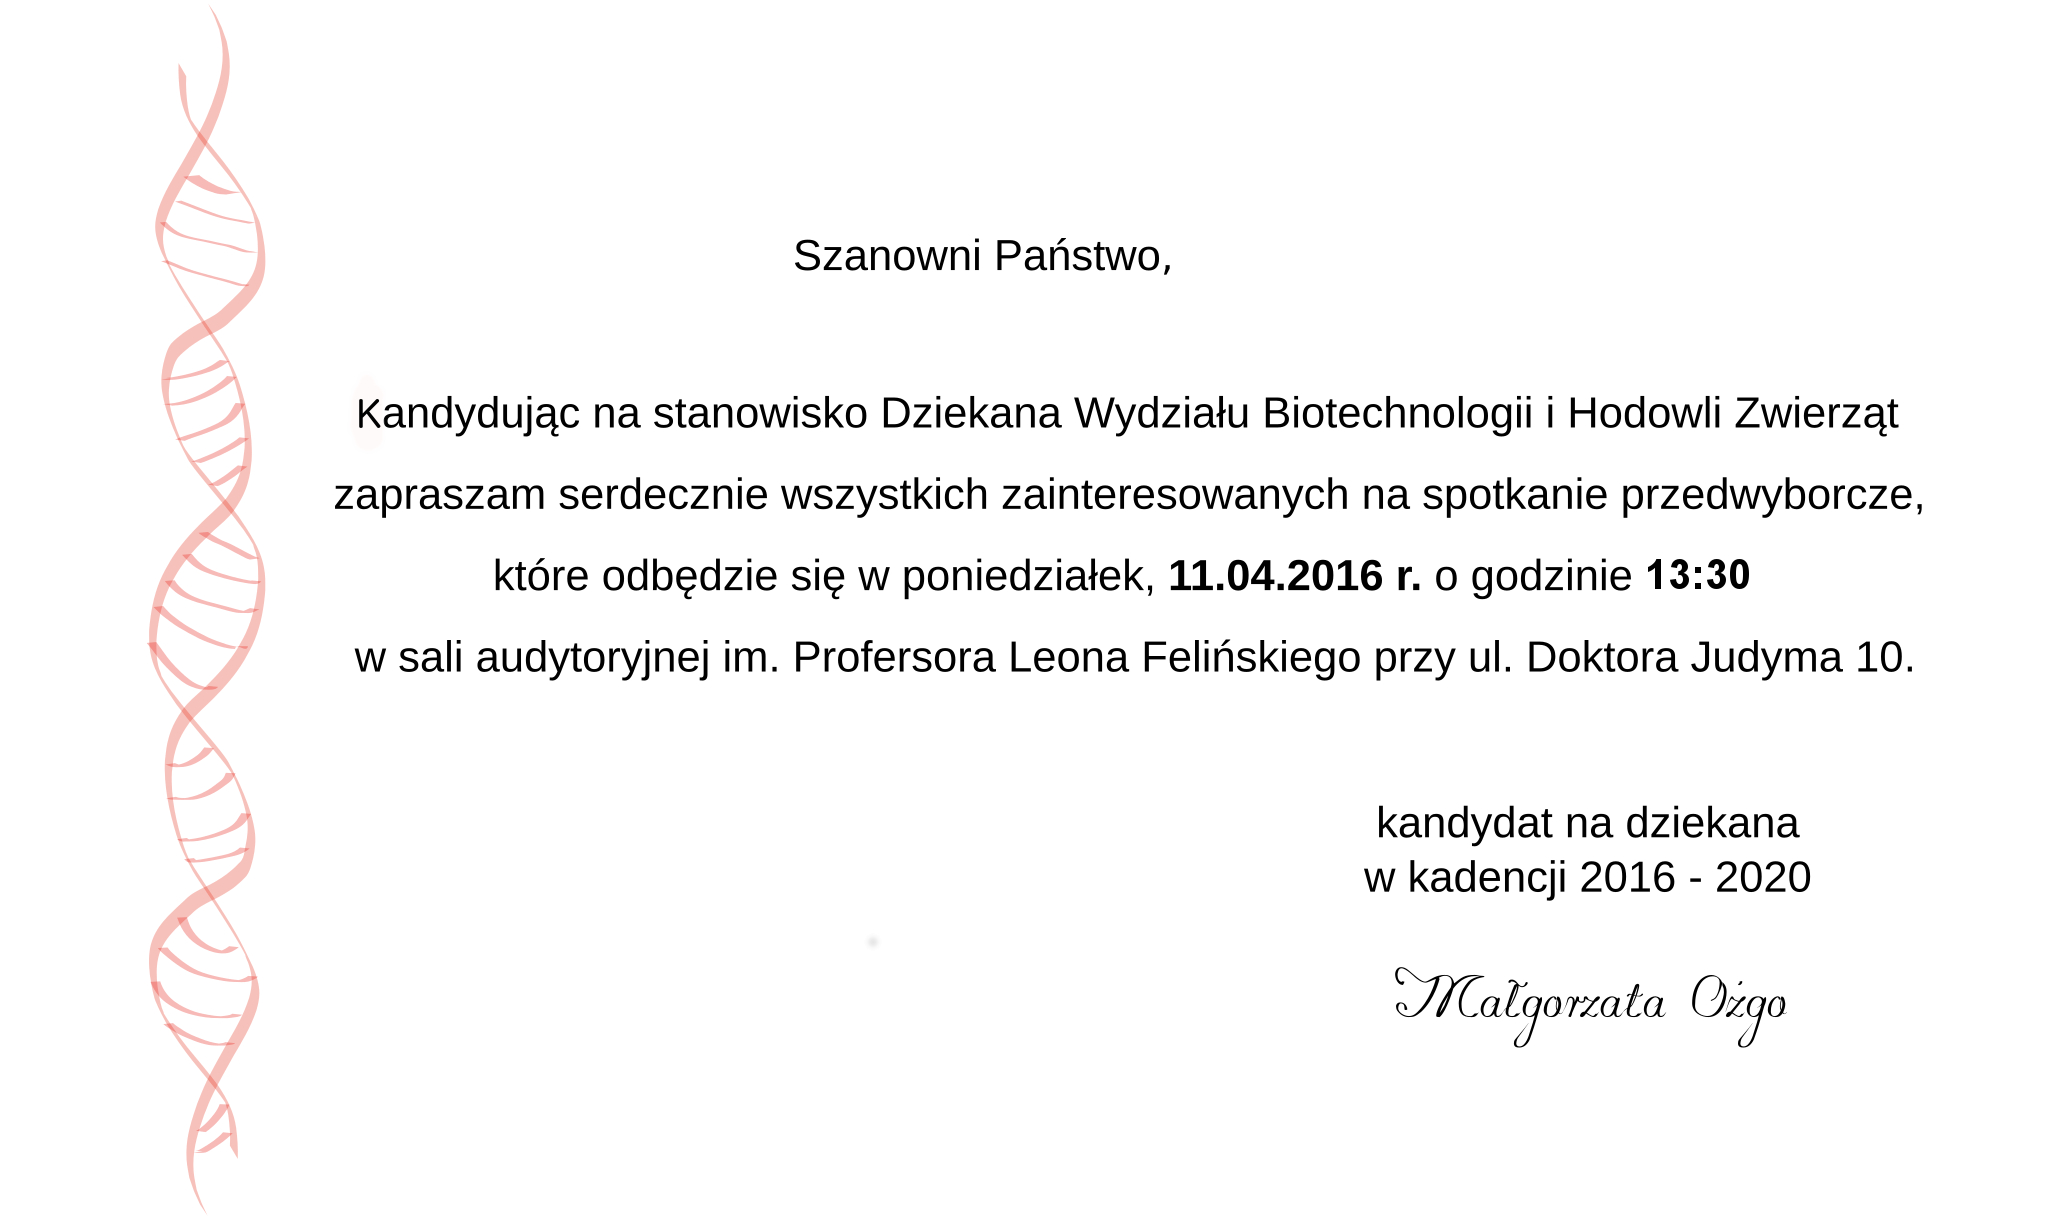 Szanowni Państwo,
Kandydując na stanowisko Dziekana Wydziału Biotechnologii i Hodowli Zwierząt
zapraszam serdecznie wszystkich zainteresowanych na spotkanie przedwyborcze,
które odbędzie się w poniedziałek, 11.04.2016 r. o godzinie 13:30
w sali audytoryjnej im. Profersora Leona Felińskiego przy ul. Doktora Judyma 10.
kandydat na dziekana
w kadencji 2016 - 2020
Małgorzata Ożgo